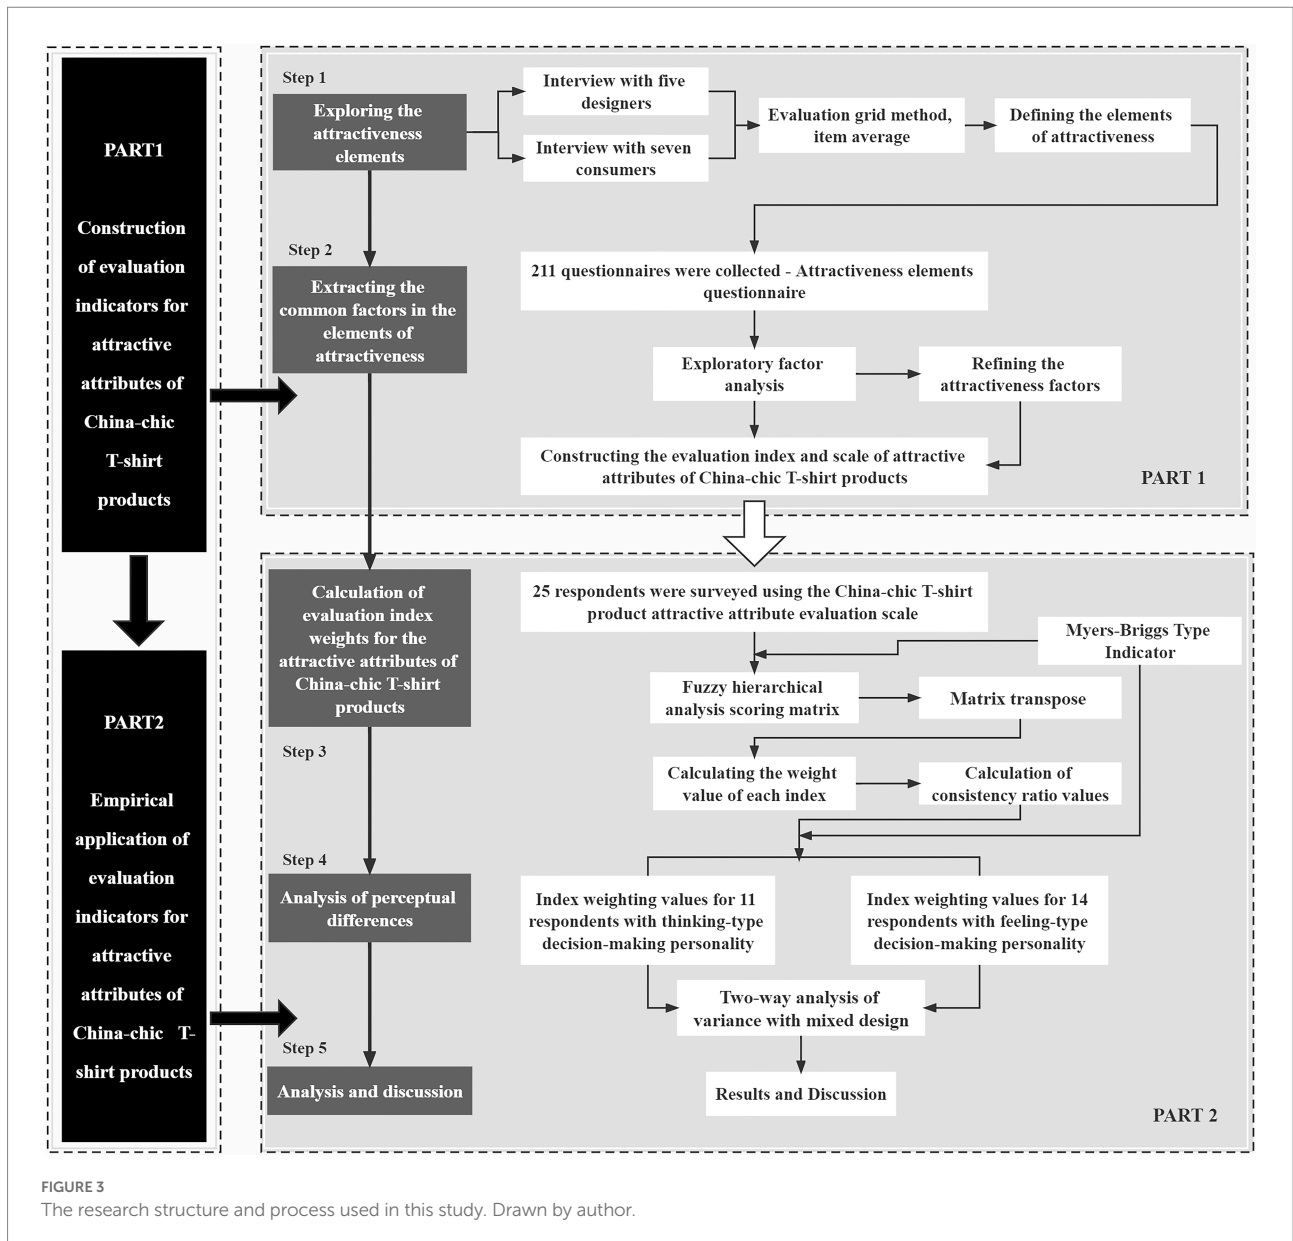 PART1
Construction
of evaluation
indicators for
attractive
attributes of
China-chic
T-shirt
products
PART2
Empirical
application of
evaluation
indicators for
attractive
attributes of
China-chic T-
shirt products
Step 1
Exploring the
attractiveness
elements
Interview with five
designers
Interview with seven
consumers
Evaluation grid method,
item average
Defining the elements
of attractiveness
Step 2
Extracting the
common factors in the
elements of
attractiveness
211 questionnaires were collected - Attractiveness elements
questionnaire
Exploratory factor
analysis
Refining the
attractiveness factors
Constructing the evaluation index and scale of attractive
attributes of China-chic T-shirt products
PART 1
Calculation of
evaluation index
weights for the
attractive attributes of
China-chic T-shirt
products
Step 3
25 respondents were surveyed using the China-chic T-shirt
product attractive attribute evaluation scale
Myers-Briggs Type
Indicator
Fuzzy hierarchical
analysis scoring matrix
Matrix transpose
Calculating the weight
value of each index
Calculation of
consistency ratio values
Step 4
Analysis of perceptual
differences
Index weighting values for 11
respondents with thinking-type
decision-making personality
Index weighting values for 14
respondents with feeling-type
decision-making personality
Two-way analysis of
variance with mixed design
Step 5
Analysis and discussion
Results and Discussion
PART 2
FIGURE 3
The research structure and process used in this study. Drawn by author.